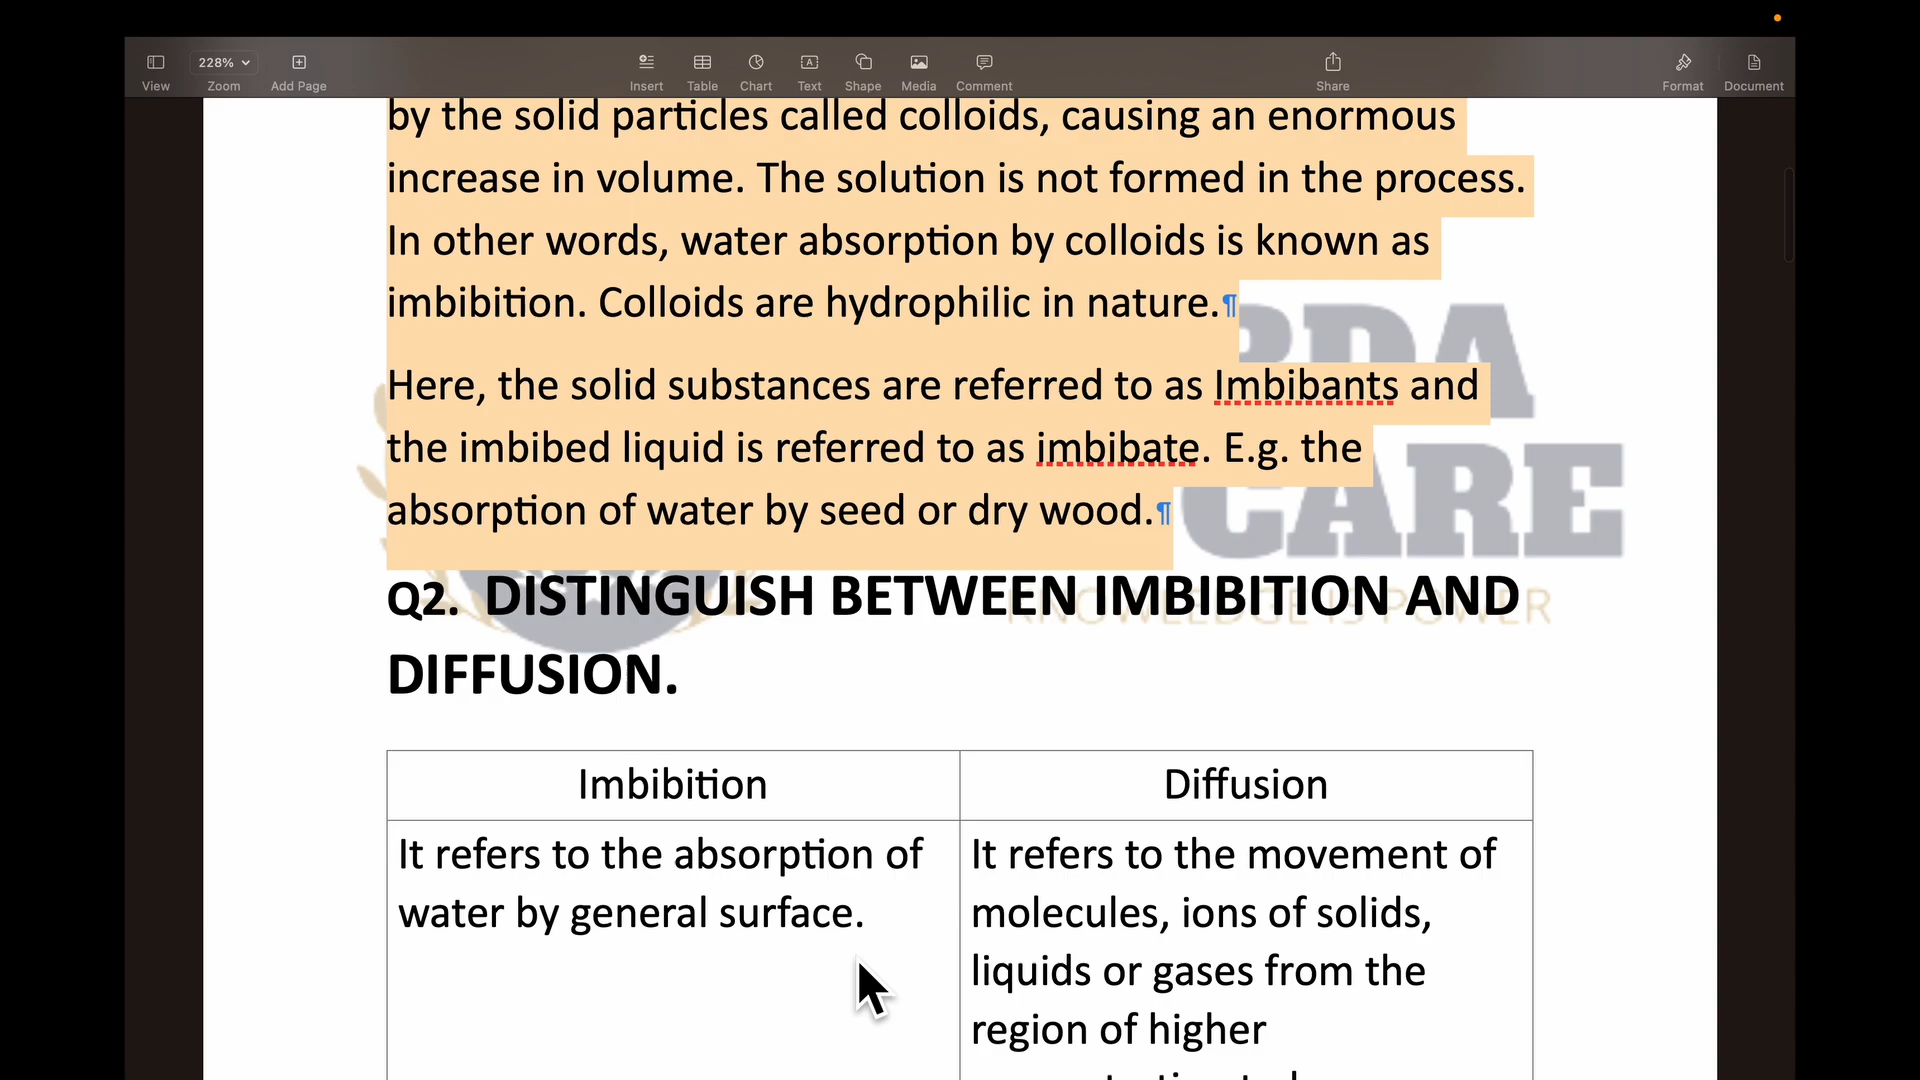 228%
View
Zoom
Add Page
Insert
Table
Chart
Text
Shape
Media
Comment
Share
Format
Document
by the solid particles called colloids, causing an enormous
increase in volume. The solution is not formed in the process.
In other words, water absorption by colloids is known as
imbibition. Colloids are hydrophilic in nature.¶
Here, the solid substances are referred to as Imbibants and
the imbibed liquid is referred to as imbibate. E.g. the
absorption of water by seed or dry wood.¶
CARE
KNOWLEDGE IS POWER
Q2. DISTINGUISH BETWEEN IMBIBITION AND
DIFFUSION.
Imbibition
Diffusion
It refers to the absorption of
water by general surface.
It refers to the movement of
molecules, ions of solids,
liquids or gases from the
region of higher